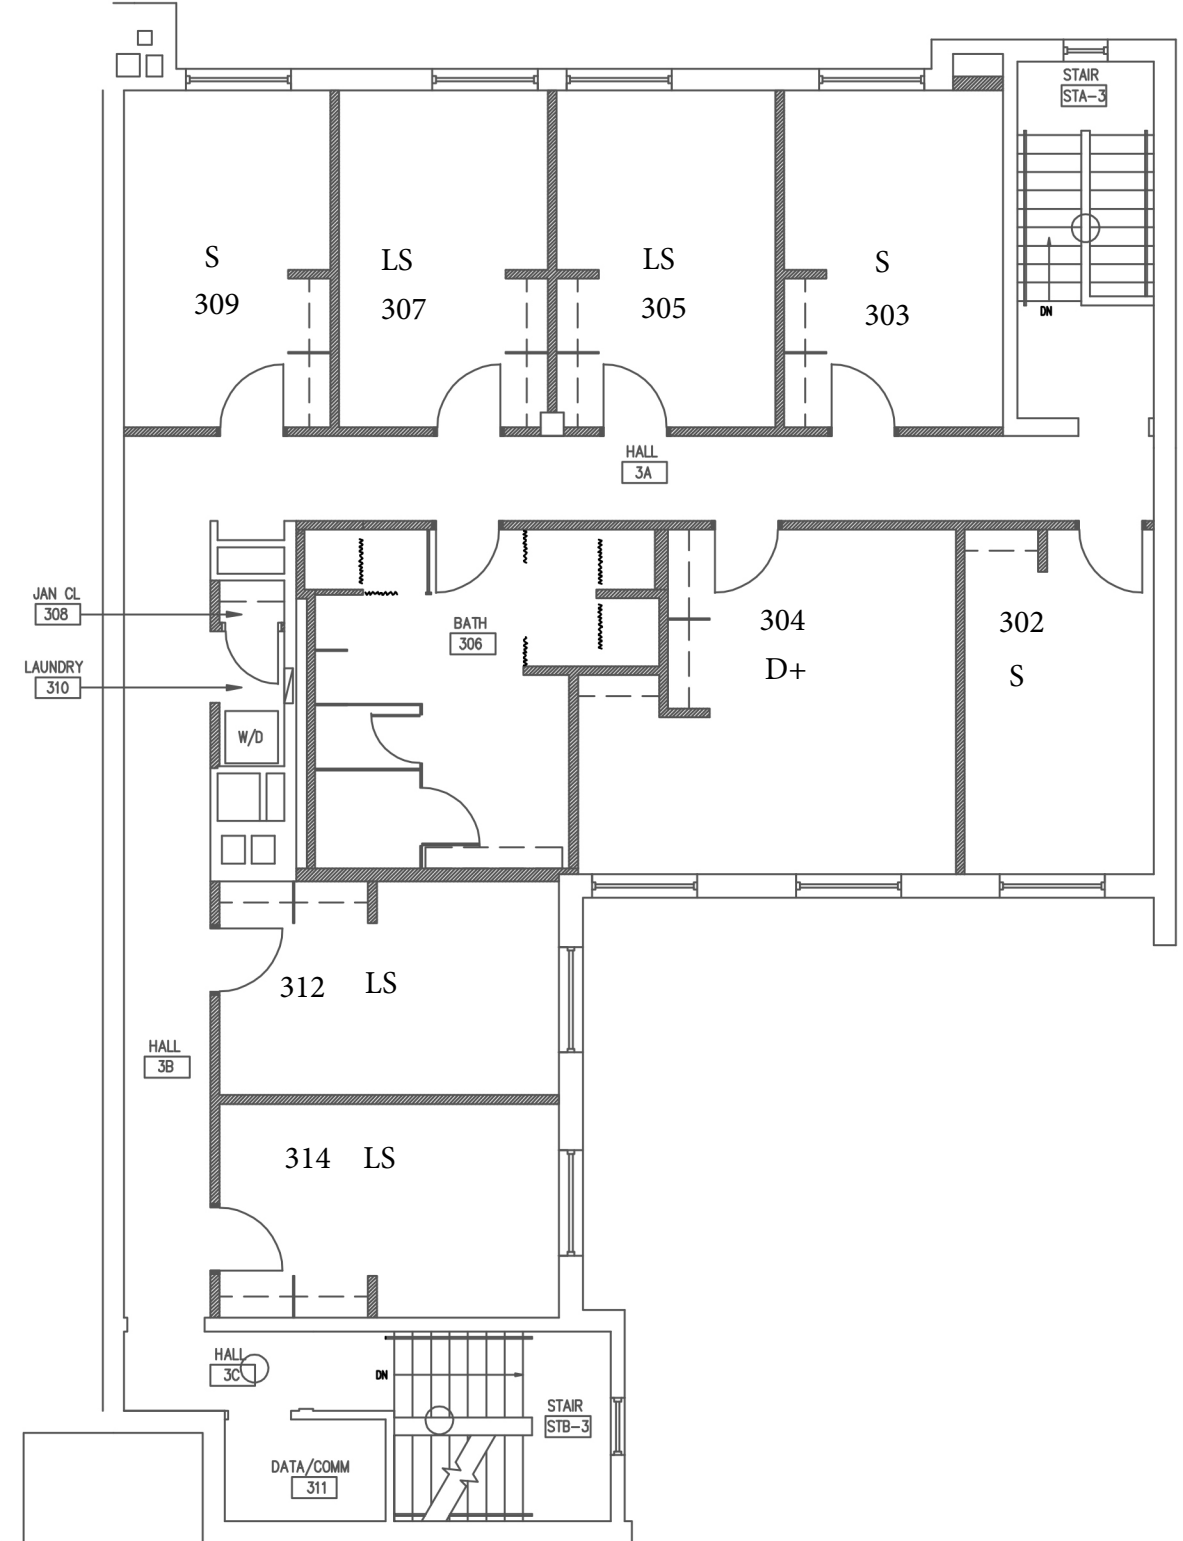 STAIR
STA-3
DN
S
309
LS
307
LS
305
S
303
HALL
3A
JAN CL
308
LAUNDRY
310
W/D
BATH
306
304
D+
302
S
312 LS
HALL
3B
314 LS
HALL
3C
DN
STAIR
STB-3
DATA/COMM
311